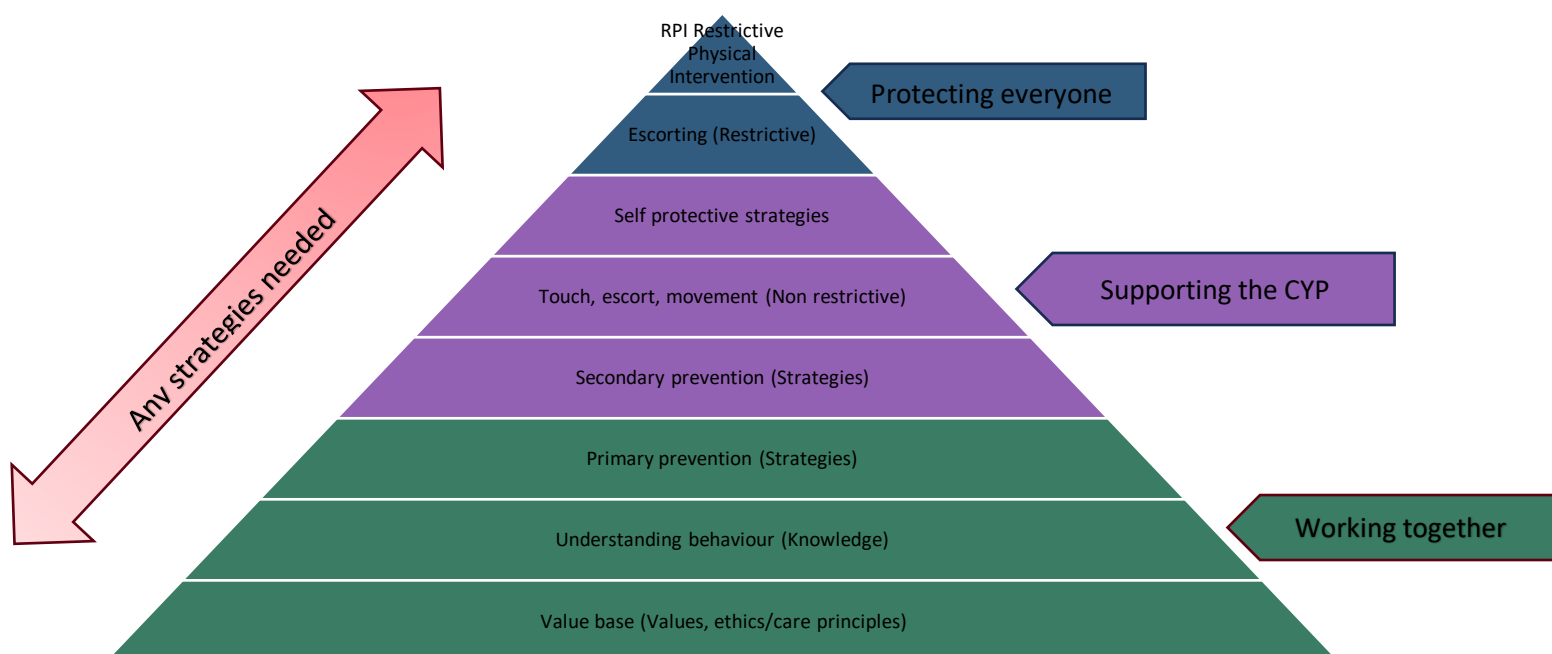 RPI Restrictive
Physical
Intervention
Protecting everyone
Escorting (Restrictive)
Any strategies needed
Self protective strategies
Touch, escort, movement (Non restrictive)
Supporting the CYP
Secondary prevention (Strategies)
Primary prevention (Strategies)
Working together
Understanding behaviour (Knowledge)
Value base (Values, ethics/care principles)